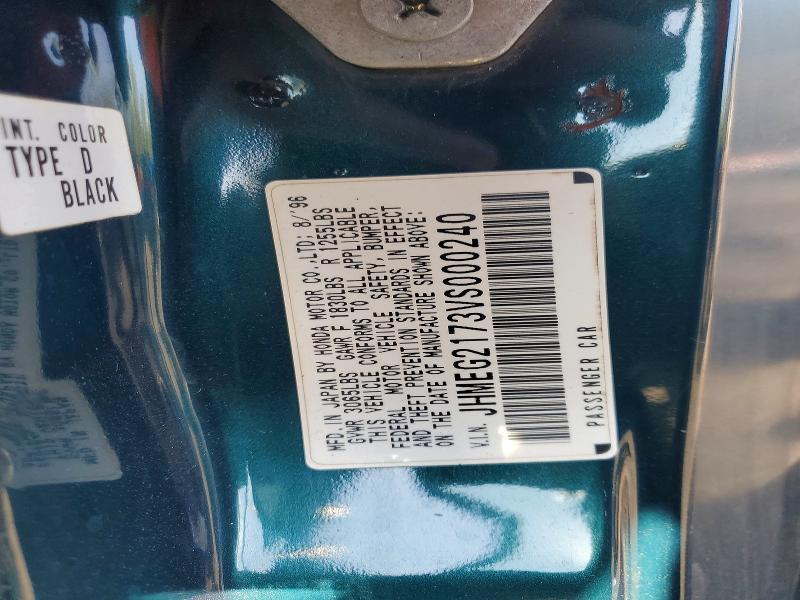 INT. COLOR
TYPE D
BLACK
MFD. IN JAPAN BY HONDA MOTOR CO.,LTD; 8/'96
GVWR 3065LBS GAWR F 1830LBS R 1255LBS
THIS VEHICLE CONFORMS TO ALL APPLICABLE
FEDERAL MOTOR VEHICLE SAFETY, BUMPER,
AND THEFT PREVENTION STANDARDS IN EFFECT
ON THE DATE OF MANUFACTURE SHOWN ABOVE:
V.I.N. JHMEG2173VS000240
PASSENGER CAR